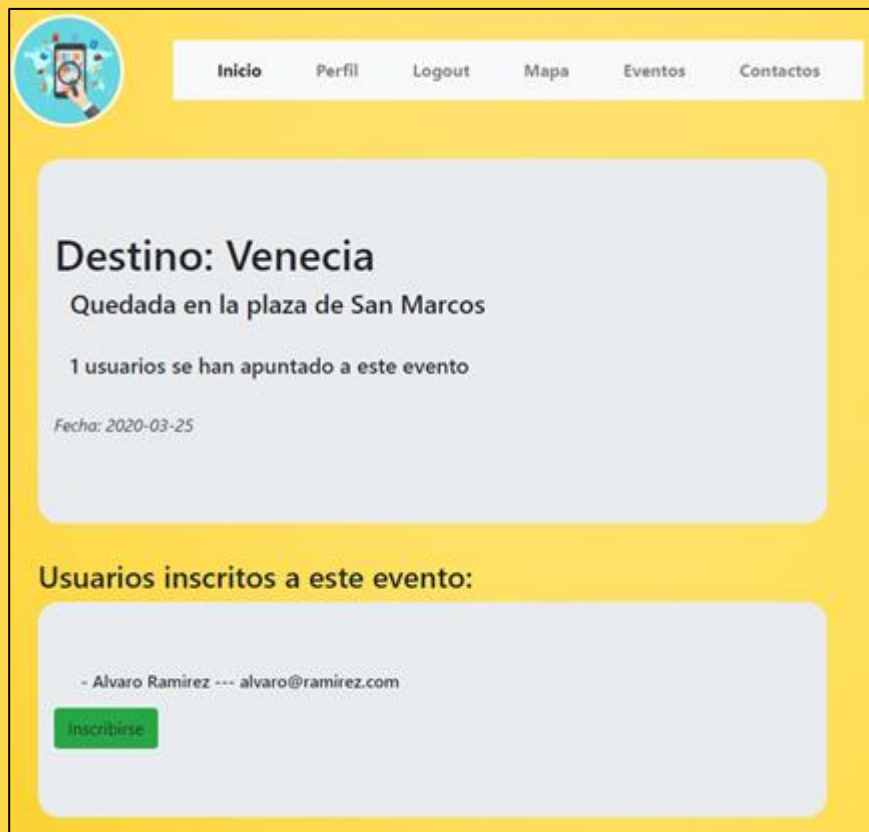 Inicio Perfil Logout Mapa Eventos Contactos
Destino: Venecia
Quedada en la plaza de San Marcos
1 usuarios se han apuntado a este evento
Fecha: 2020-03-25
Usuarios inscritos a este evento:
- Alvaro Ramirez --- alvaro@ramirez.com
Inscribirse